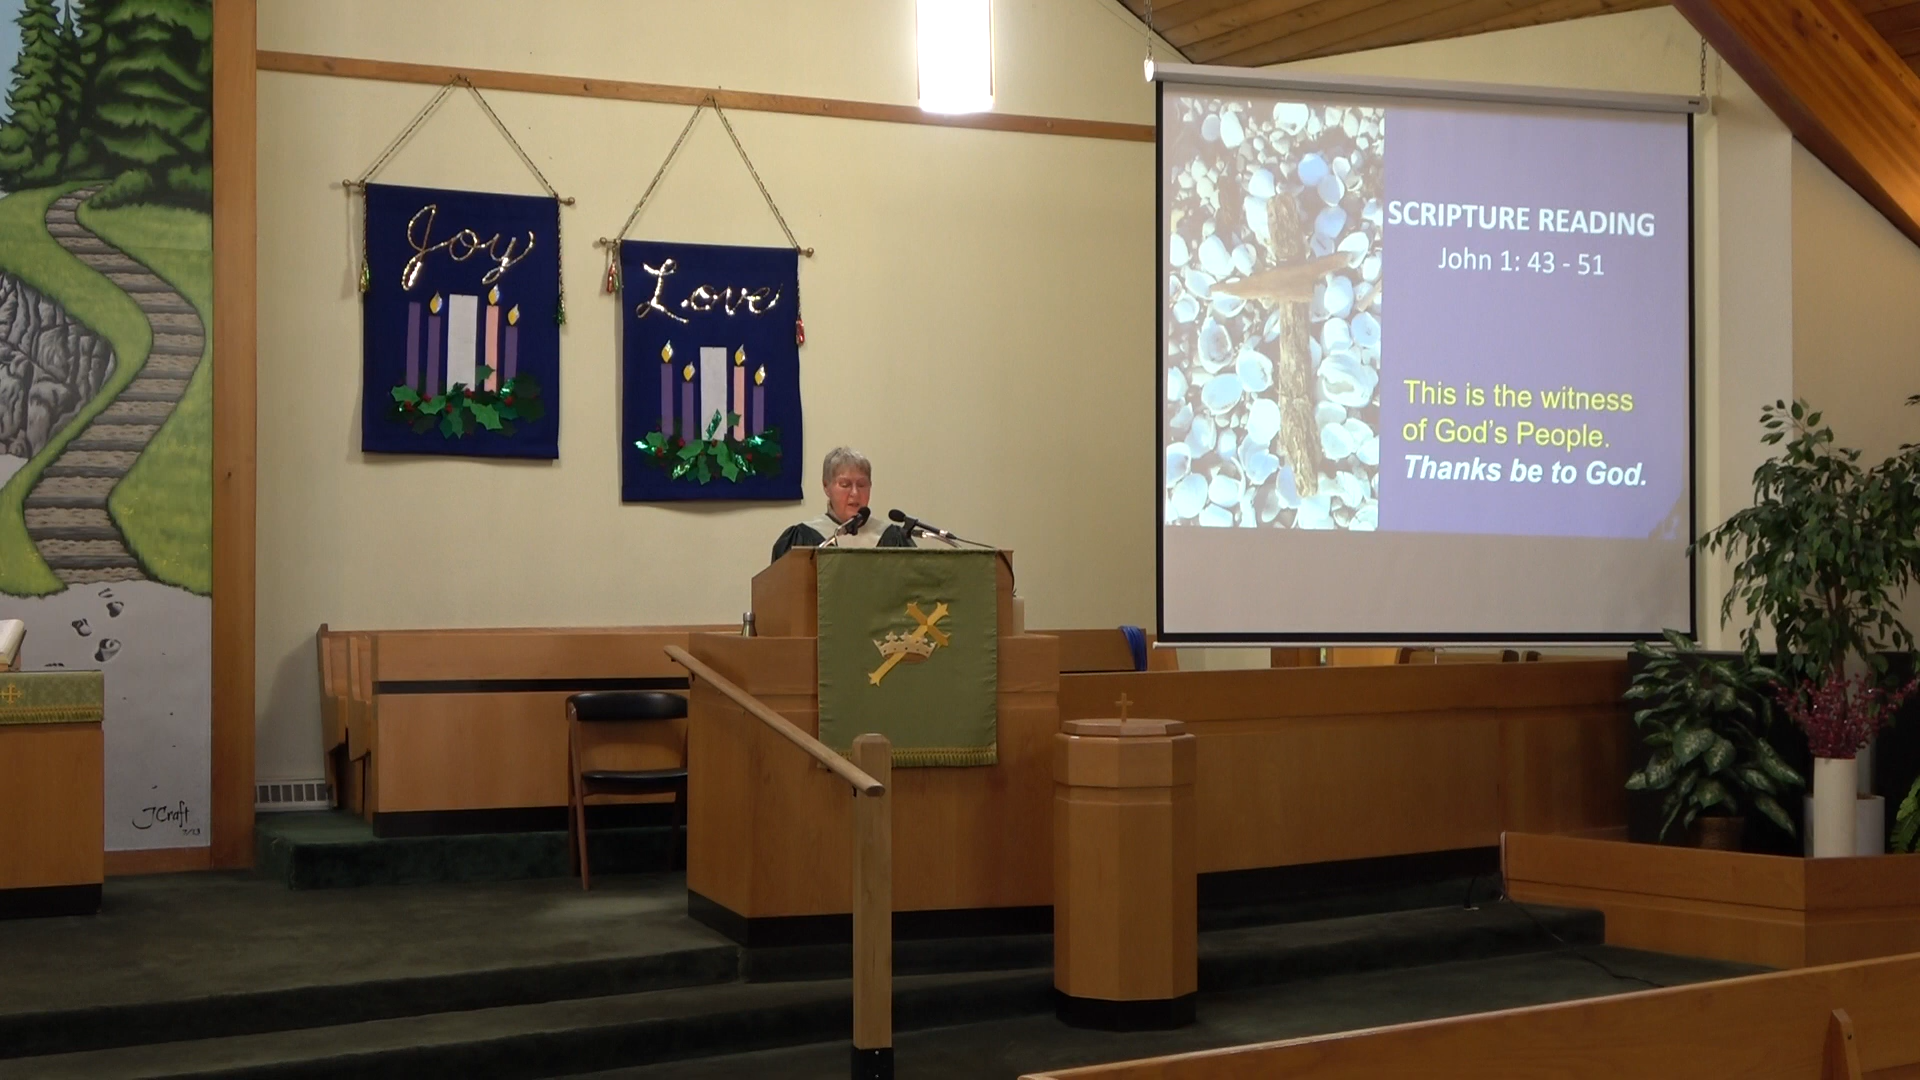 Joy
Love
SCRIPTURE READING
John 1: 43 - 51
This is the witness
of God's People.
Thanks be to God.
JCraft